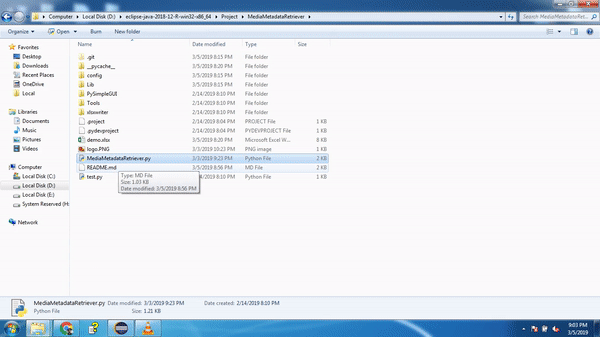 Computer ▸ Local Disk (D:) ▸ eclipse-java-2018-12-R-win32-x86_64 ▸ Project ▸ MediaMetadataRetriever ▸
Search MediaMetadataRet...
Organize Open Burn New folder
Favorites
Desktop
Downloads
Recent Places
OneDrive
Local
Libraries
Documents
Music
Pictures
Videos
Computer
Local Disk (C:)
Local Disk (D:)
Local Disk (E:)
System Reserved (H:
Network
Name Date modified Type Size
.git 3/5/2019 8:15 PM File folder
__pycache__ 2/14/2019 8:23 PM File folder
config 3/5/2019 8:15 PM File folder
Lib 3/5/2019 8:15 PM File folder
PySimpleGUI 2/14/2019 8:10 PM File folder
Tools 2/14/2019 8:10 PM File folder
xlsxwriter 2/14/2019 8:10 PM File folder
.project 2/14/2019 8:10 PM PROJECT File 1 KB
.pydevproject 2/14/2019 8:10 PM PYDEVPROJECT File 1 KB
demo.xlsx 3/5/2019 8:20 PM Microsoft Excel W... 8 KB
logo.PNG 3/5/2019 8:10 PM PNG image 1 KB
MediaMetadataRetriever.py 3/3/2019 9:23 PM Python File 2 KB
README.md 3/5/2019 8:56 PM MD File 2 KB
test.py 2/14/2019 8:10 PM Python File 1 KB
Type: MD File
Size: 1.03 KB
Date modified: 3/5/2019 8:56 PM
MediaMetadataRetriever.py Date modified: 3/3/2019 9:23 PM Date created: 2/14/2019 8:10 PM
Python File Size: 1.21 KB
9:03 PM
3/5/2019